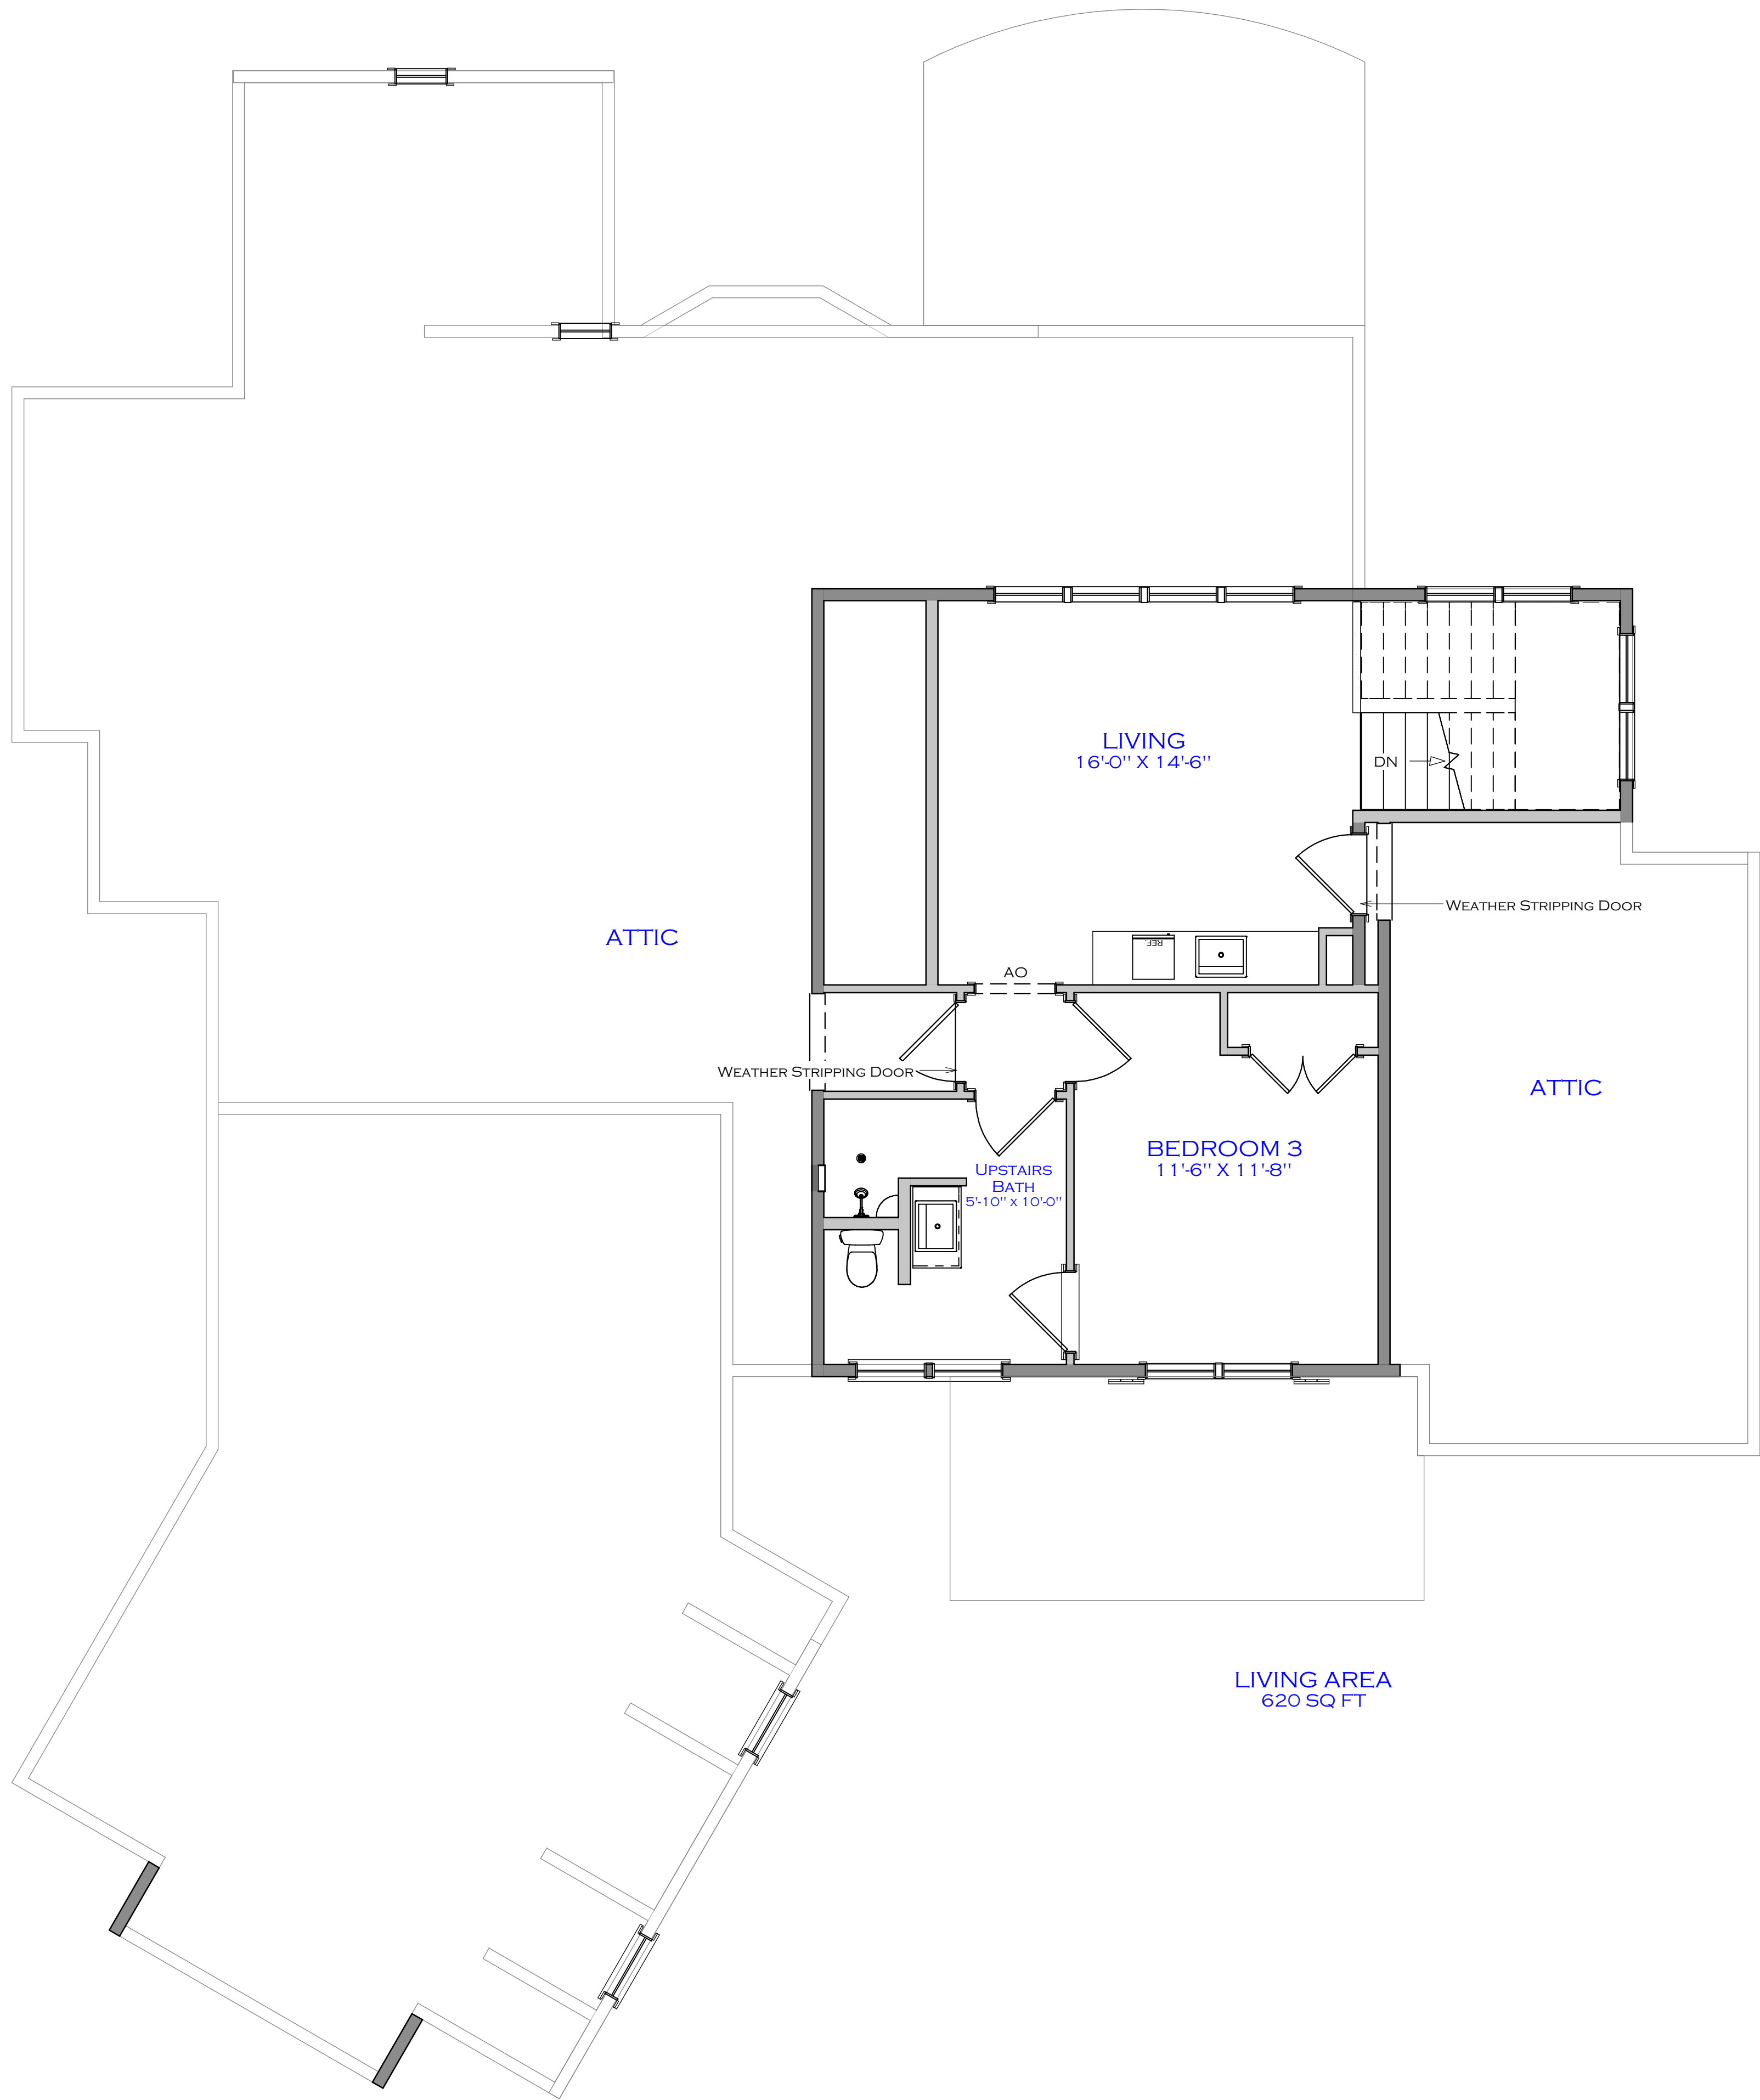 LIVING
16'-0" X 14'-6"
DN
WEATHER STRIPPING DOOR
ATTIC
REF.
AO
WEATHER STRIPPING DOOR
ATTIC
BEDROOM 3
11'-6" X 11'-8"
UPSTAIRS
BATH
5'-10" X 10'-0"
LIVING AREA
620 SQ FT